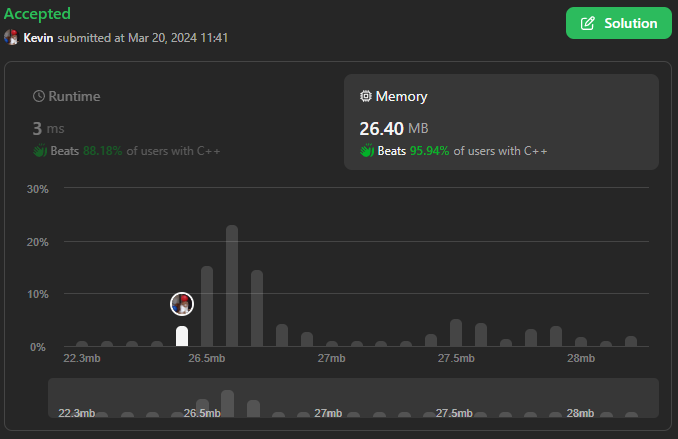 Accepted
Kevin submitted at Mar 20, 2024 11:41
Solution
Runtime
3 ms
Beats 88.18% of users with C++
Memory
26.40 MB
Beats 95.94% of users with C++
30%
20%
10%
0%
22.3mb 26.5mb 27mb 27.5mb 28mb
22.3mb 26.5mb 27mb 27.5mb 28mb